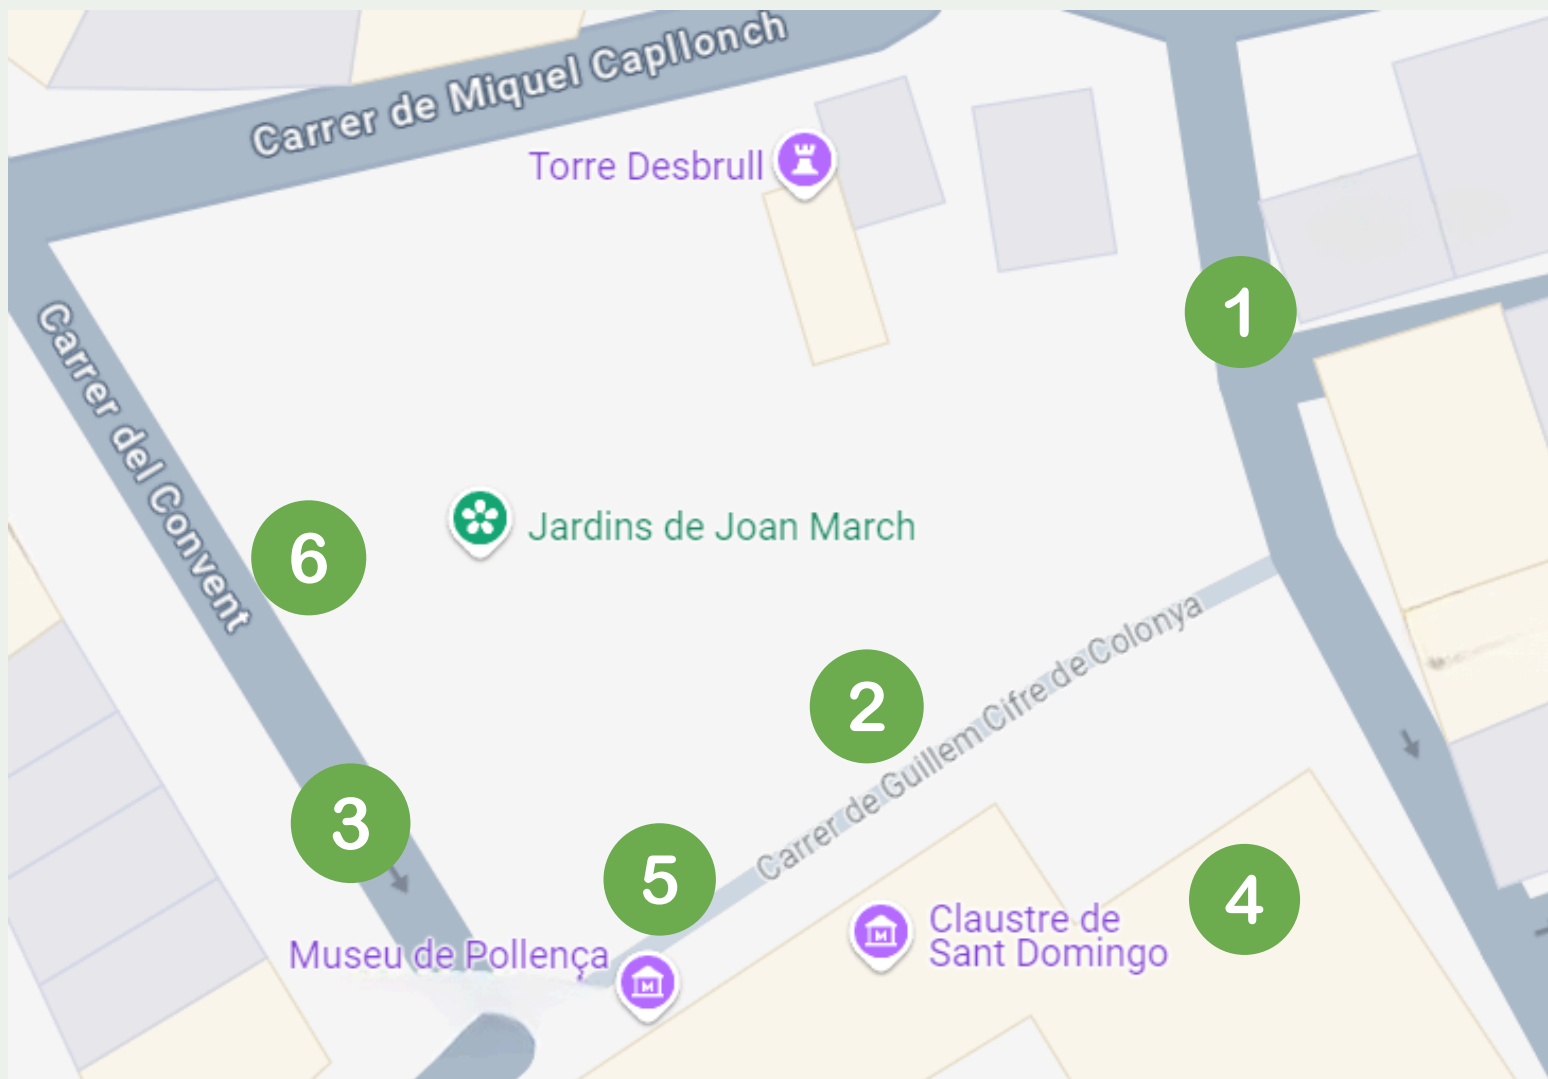 Carrer de Miquel Capllonch
Torre Desbrull
1
Carrer del Convent
Jardins de Joan March
6
2
Carrer de Guillem Cifre de Colonya
3
5
4
Claustre de
Sant Domingo
Museu de Pollença
M
M